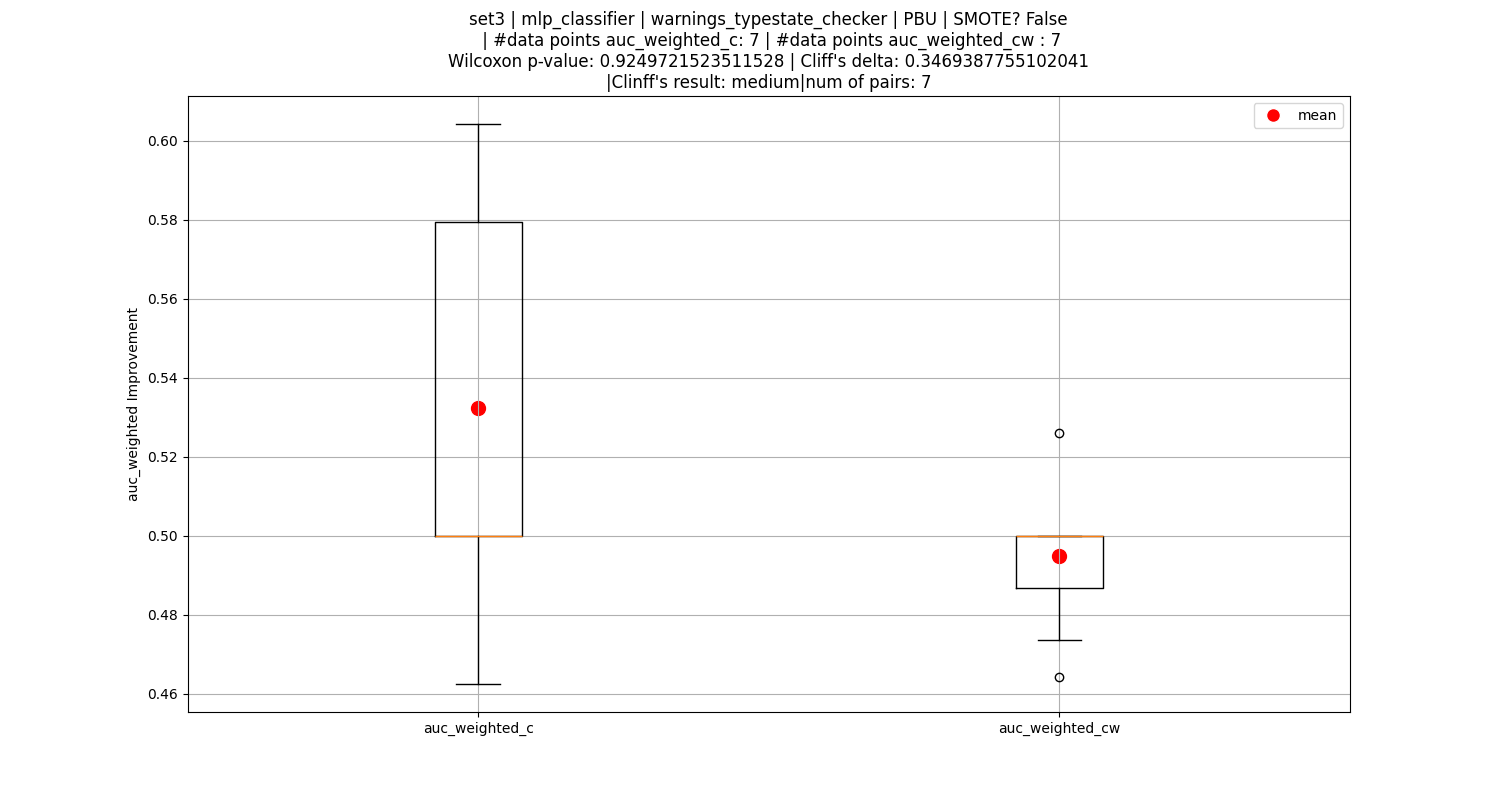 set3 | mlp_classifier | warnings_typestate_checker | PBU | SMOTE? False
| #data points auc_weighted_c: 7 | #data points auc_weighted_cw : 7
Wilcoxon p-value: 0.9249721523511528 | Cliff's delta: 0.3469387755102041
|Clinff's result: medium|num of pairs: 7
mean
0.60
0.58
0.56
0.54
0.52
0.50
0.48
0.46
auc_weighted Improvement
auc_weighted_c
auc_weighted_cw